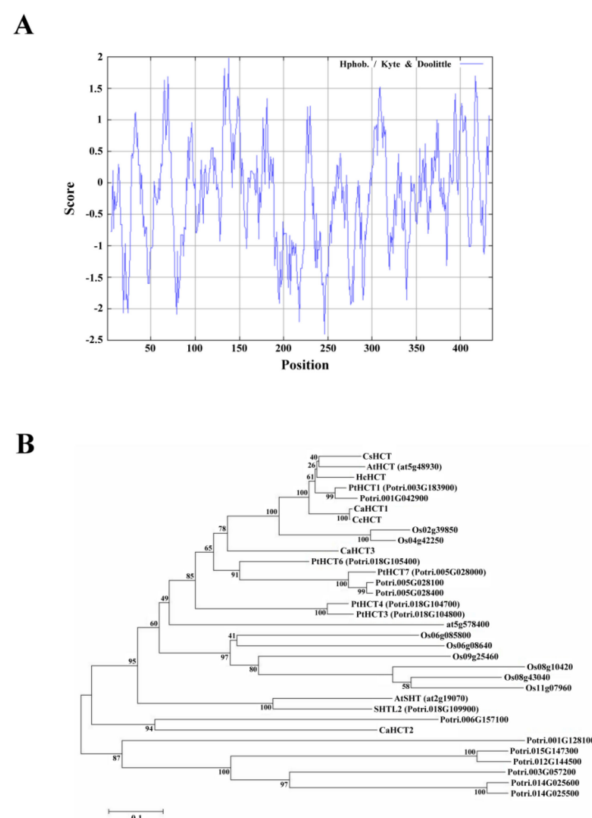 A
Hphob. / Kyte & Doolittle
2
1.5
1
0.5
0
-0.5
-1
-1.5
-2
-2.5
Score
50 100 150 200 250 300 350 400
Position
B
40 CsHCT
26 AtHCT (at5g48930)
61 HcHCT
PtHCT1 (Potri.003G183900)
99 Potri.001G042900
100 CaHCT1
100 CcHCT
100 Os02g39850
100 Os04g42250
78 CaHCT3
65 PtHCT6 (Potri.018G105400)
91 PtHCT7 (Potri.005G028000)
100 Potri.005G028100
99 Potri.005G028400
85 PtHCT4 (Potri.018G104700)
100 PtHCT3 (Potri.018G104800)
49 at5g578400
60 41 Os06g085800
Os06g08640
97 Os09g25460
80 Os08g10420
Os08g43040
58 Os11g07960
95 AtSHT (at2g19070)
100 SHTL2 (Potri.018G109900)
Potri.006G157100
94 CaHCT2
Potri.001G128100
87 100 Potri.015G147300
Potri.012G144500
100 Potri.003G057200
97 Potri.014G025600
100 Potri.014G025500
0.1